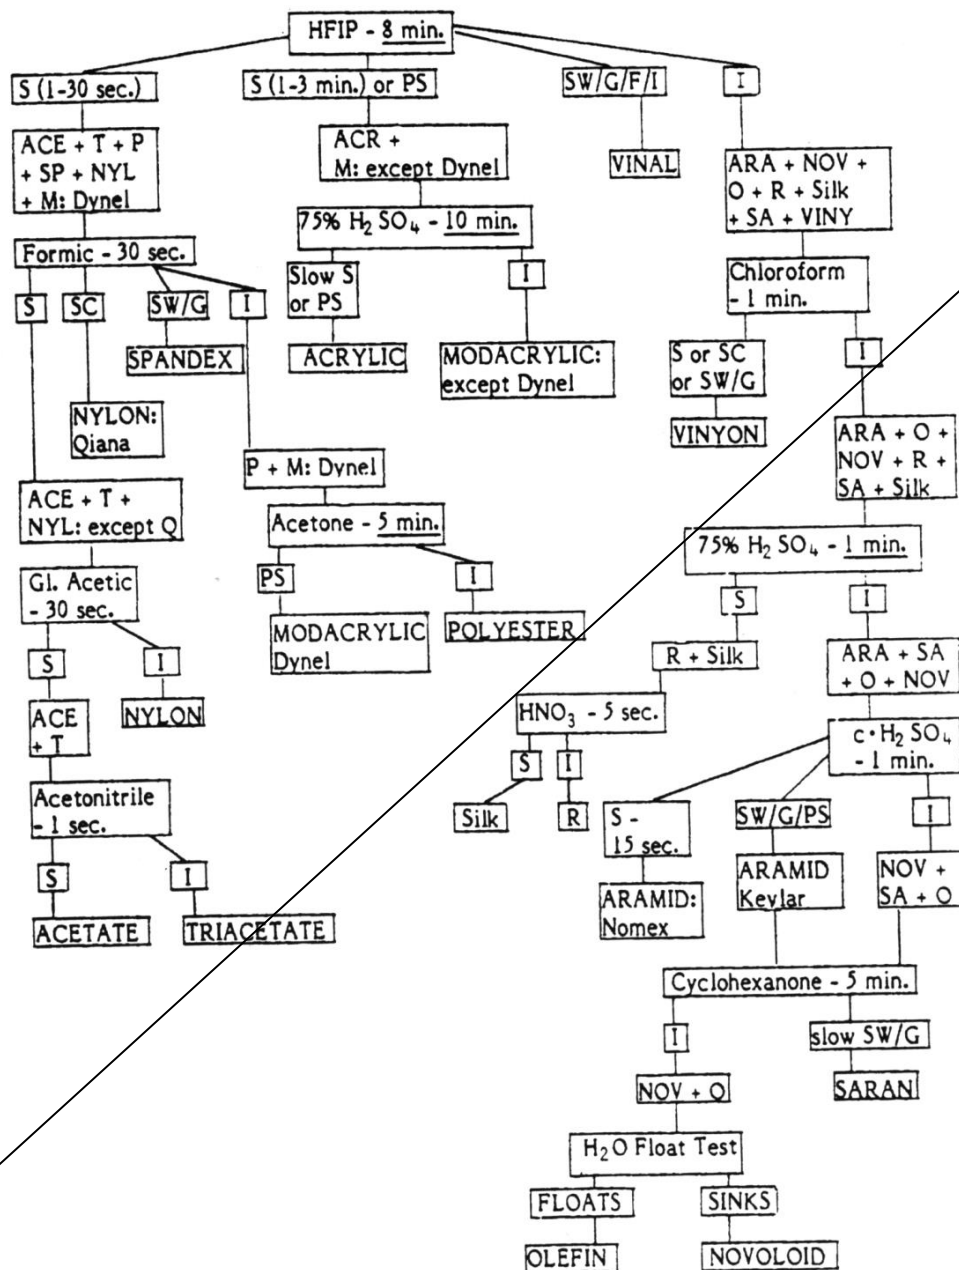 HFIP - 8 min.
S (1-30 sec.)
S (1-3 min.) or PS
SW/G/F/I
I
ACE + T + P
+ SP + NYL
+ M: Dynel
ACR +
M: except Dynel
VINAL
ARA + NOV +
O + R + Silk
+ SA + VINY
75% H₂SO₄ - 10 min.
Formic - 30 sec.
Slow S
or PS
I
Chloroform
- 1 min.
S
SC
SW/G
I
SPANDEX
ACRYLIC
MODACRYLIC:
except Dynel
S or SC
or SW/G
I
NYLON:
Qiana
VINYON
ARA + O +
NOV + R +
SA + Silk
P + M: Dynel
ACE + T +
NYL: except Q
Acetone - 5 min.
75% H₂SO₄ - 1 min.
Gl. Acetic
- 30 sec.
PS
I
S
I
MODACRYLIC
Dynel
POLYESTER
S
I
R + Silk
ARA + SA
+ O + NOV
ACE
+ T
NYLON
HNO₃ - 5 sec.
c·H₂SO₄
- 1 min.
S
I
Acetonitrile
- 1 sec.
Silk
R
S -
15 sec.
SW/G/PS
I
S
I
ARAMID:
Nomex
ARAMID
Kevlar
NOV +
SA + O
ACETATE
TRIACETATE
Cyclohexanone - 5 min.
I
slow SW/G
NOV + O
SARAN
H₂O Float Test
FLOATS
SINKS
OLEFIN
NOVOLOID